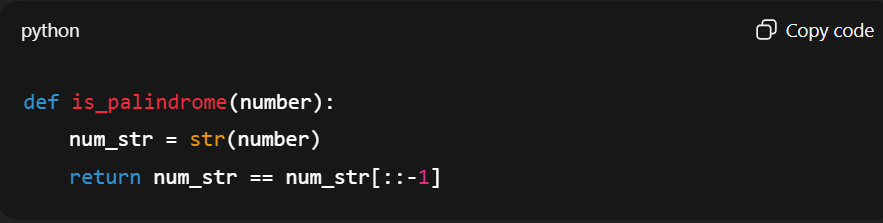 python
Copy code
def is_palindrome(number):
    num_str = str(number)
    return num_str == num_str[::-1]